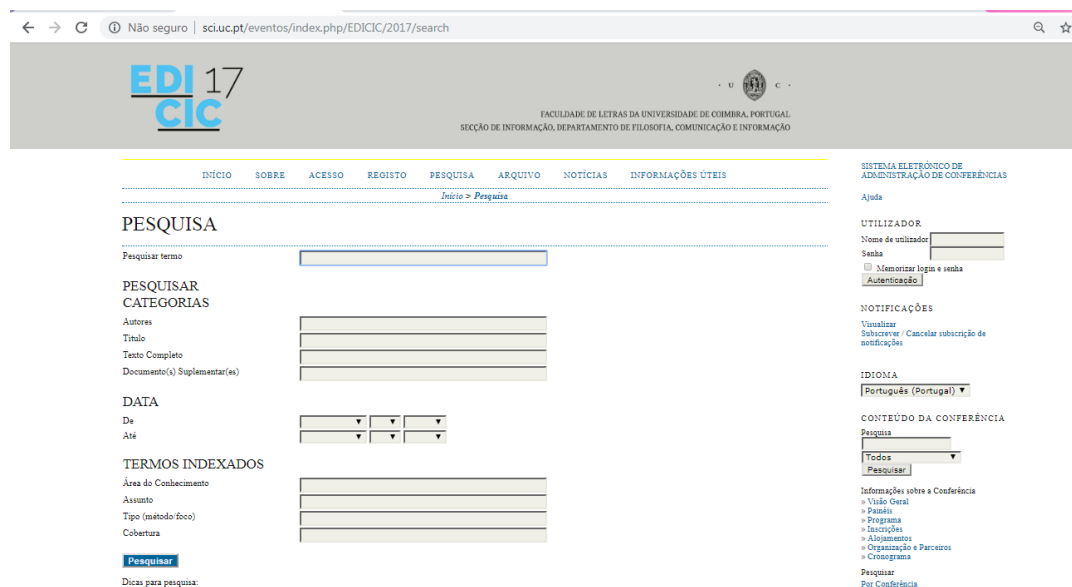 Não seguro | sci.uc.pt/eventos/index.php/EDICIC/2017/search
EDI 17
CIC
· U C ·
FACULDADE DE LETRAS DA UNIVERSIDADE DE COIMBRA, PORTUGAL
SECÇÃO DE INFORMAÇÃO, DEPARTAMENTO DE FILOSOFIA, COMUNICAÇÃO E INFORMAÇÃO
INÍCIO SOBRE ACESSO REGISTO PESQUISA ARQUIVO NOTÍCIAS INFORMAÇÕES ÚTEIS
Início > Pesquisa
PESQUISA
Pesquisar termo
PESQUISAR
CATEGORIAS
Autores
Título
Texto Completo
Documento(s) Suplementar(es)
DATA
De
Até
TERMOS INDEXADOS
Área do Conhecimento
Assunto
Tipo (método/foco)
Cobertura
Pesquisar
Dicas para pesquisa:
SISTEMA ELETRÓNICO DE
ADMINISTRAÇÃO DE CONFERÊNCIAS
Ajuda
UTILIZADOR
Nome de utilizador
Senha
Memorizar login e senha
Autenticação
NOTIFICAÇÕES
Visualizar
Subscrever / Cancelar subscrição de
notificações
IDIOMA
Português (Portugal)
CONTEÚDO DA CONFERÊNCIA
Pesquisa
Todos
Pesquisar
Informações sobre a Conferência
» Visão Geral
» Painéis
» Programa
» Inscrições
» Alojamentos
» Organização e Parceiros
» Cronograma
Pesquisar
Por Conferência